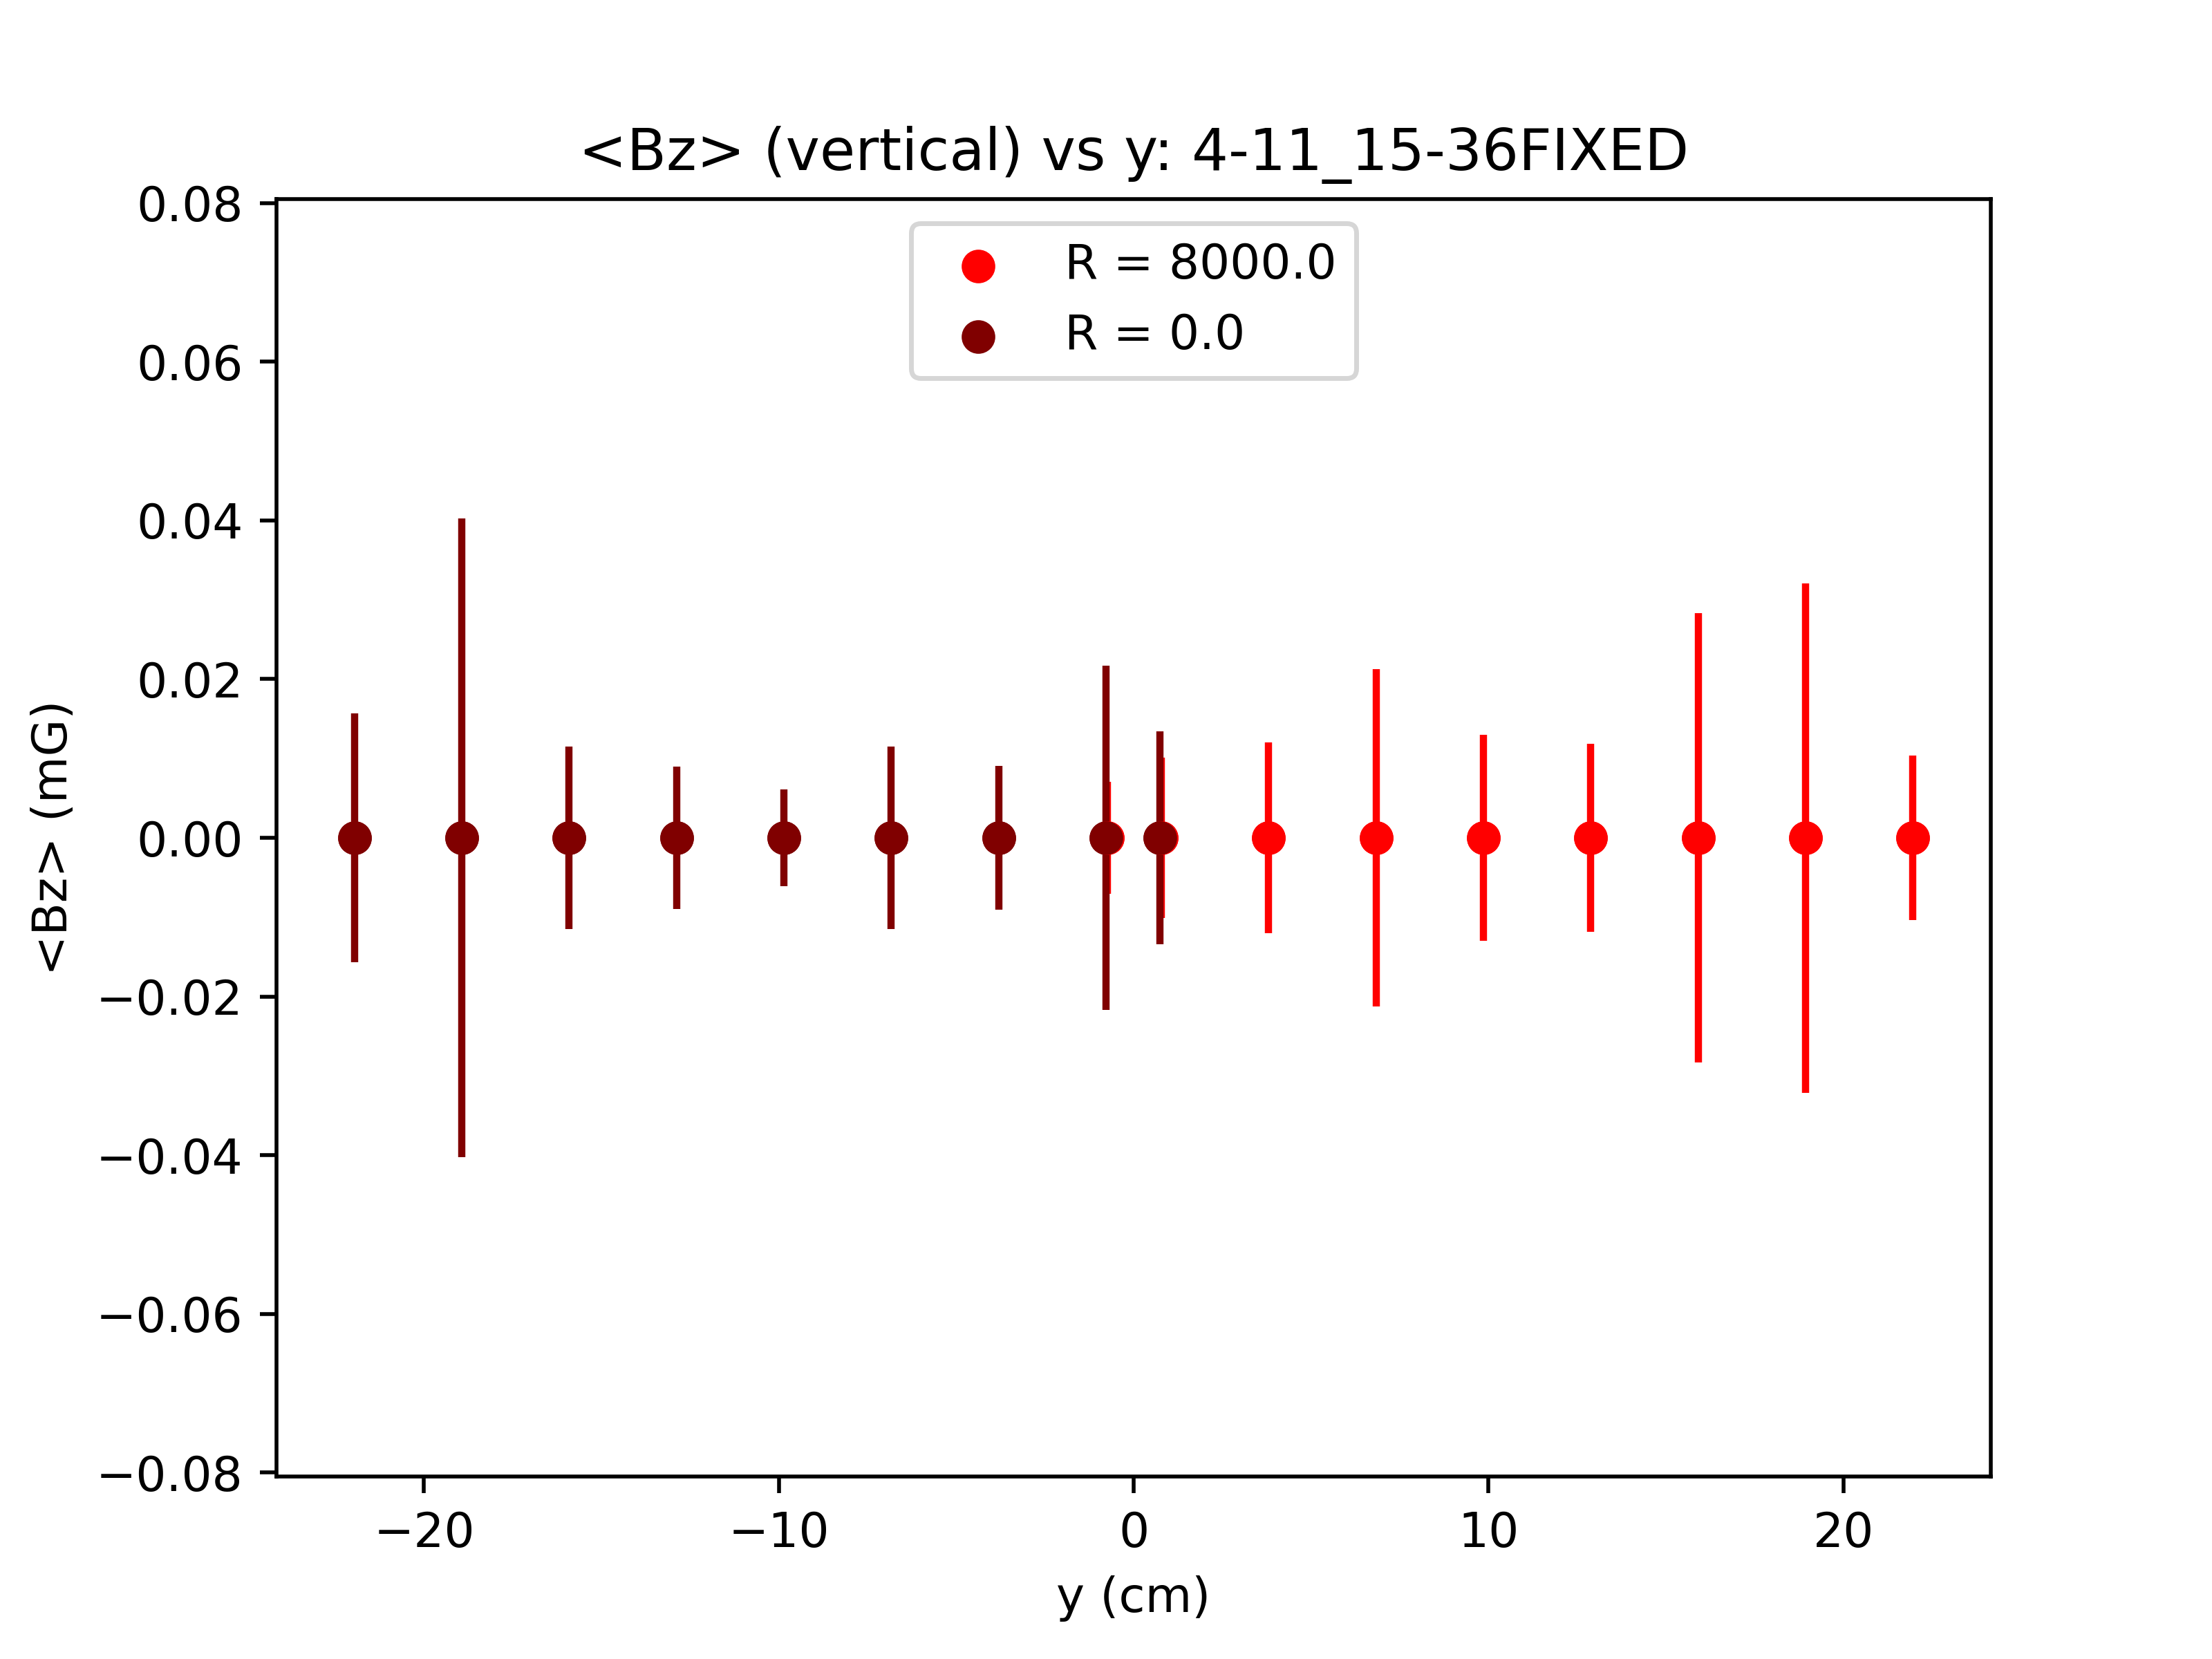 <Bz> (vertical) vs y: 4-11_15-36FIXED
R = 8000.0
R = 0.0
0.08
0.06
0.04
0.02
0.00
−0.02
−0.04
−0.06
−0.08
<Bz> (mG)
−20
−10
0
10
20
y (cm)